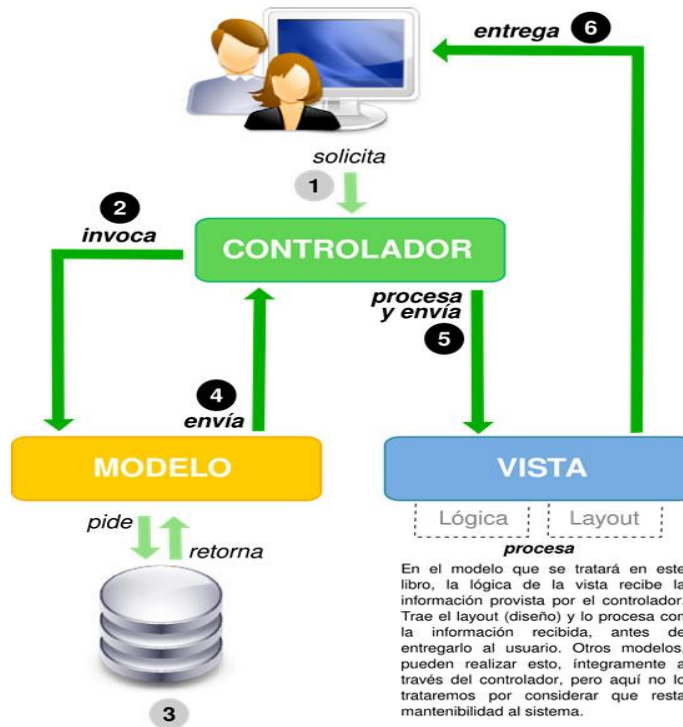 entrega 6
solicita
1
2
invoca
CONTROLADOR
procesa
y envía
5
4
envía
MODELO
VISTA
pide
retorna
Lógica
Layout
procesa
En el modelo que se tratará en este
libro, la lógica de la vista recibe la
información provista por el controlador.
Trae el layout (diseño) y lo procesa con
la información recibida, antes de
entregarlo al usuario. Otros modelos,
pueden realizar esto, íntegramente a
través del controlador, pero aquí no lo
trataremos por considerar que resta
mantenibilidad al sistema.
3